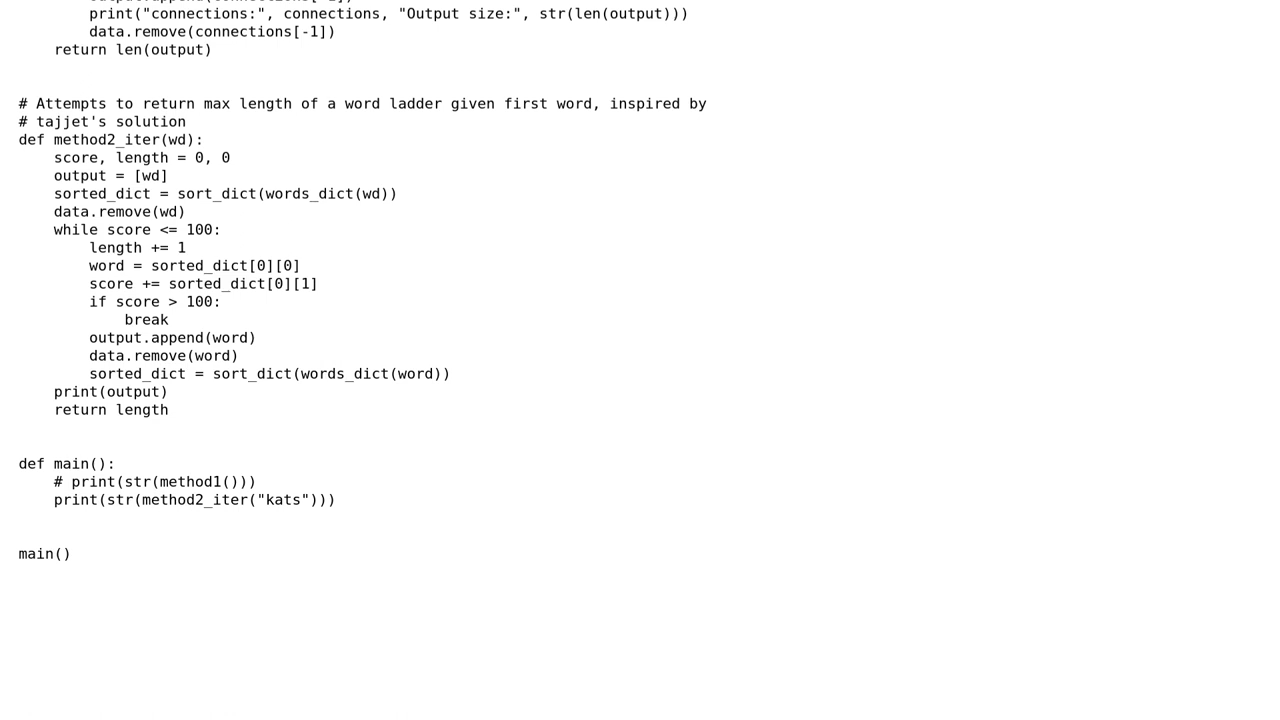 print("connections:", connections, "Output size:", str(len(output)))
data.remove(connections[-1])
return len(output)
# Attempts to return max length of a word ladder given first word, inspired by
# tajjet's solution
def method2_iter(wd):
score, length = 0, 0
output = [wd]
sorted_dict = sort_dict(words_dict(wd))
data.remove(wd)
while score <= 100:
length += 1
word = sorted_dict[0][0]
score += sorted_dict[0][1]
if score > 100:
break
output.append(word)
data.remove(word)
sorted_dict = sort_dict(words_dict(word))
print(output)
return length
def main():
# print(str(method1()))
print(str(method2_iter("kats")))
main()